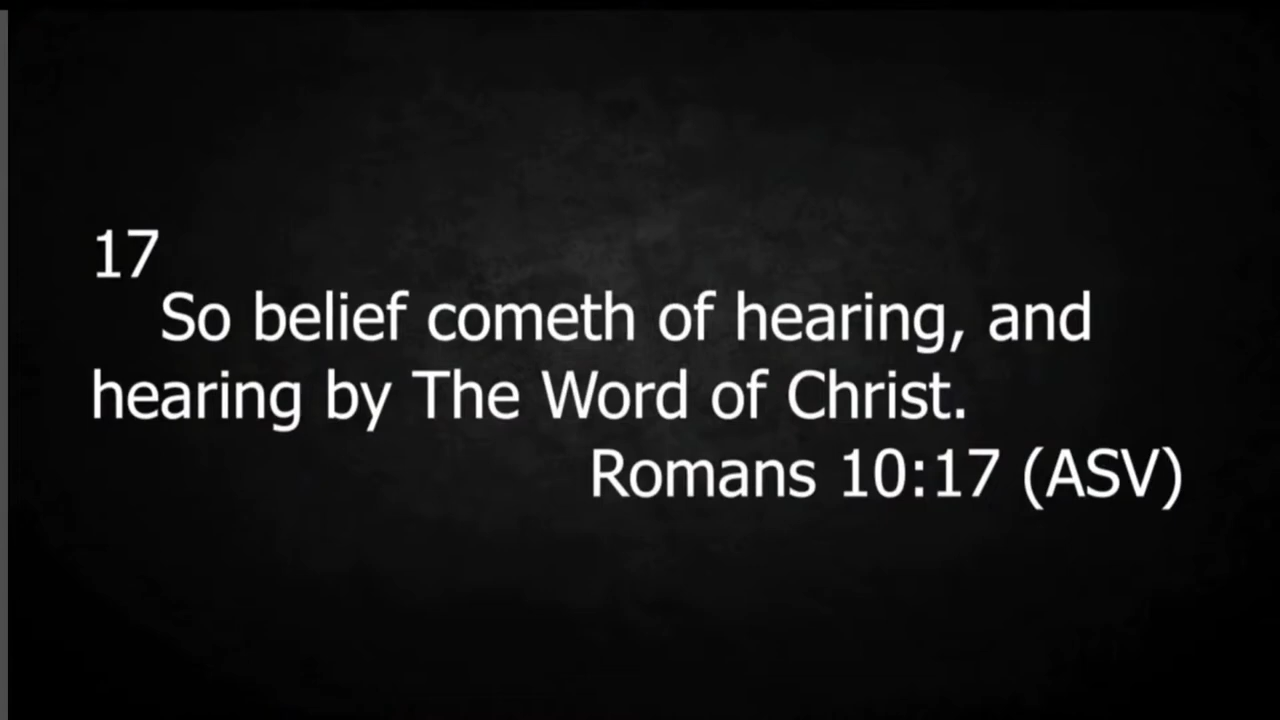 17
So belief cometh of hearing, and
hearing by The Word of Christ.
Romans 10:17 (ASV)